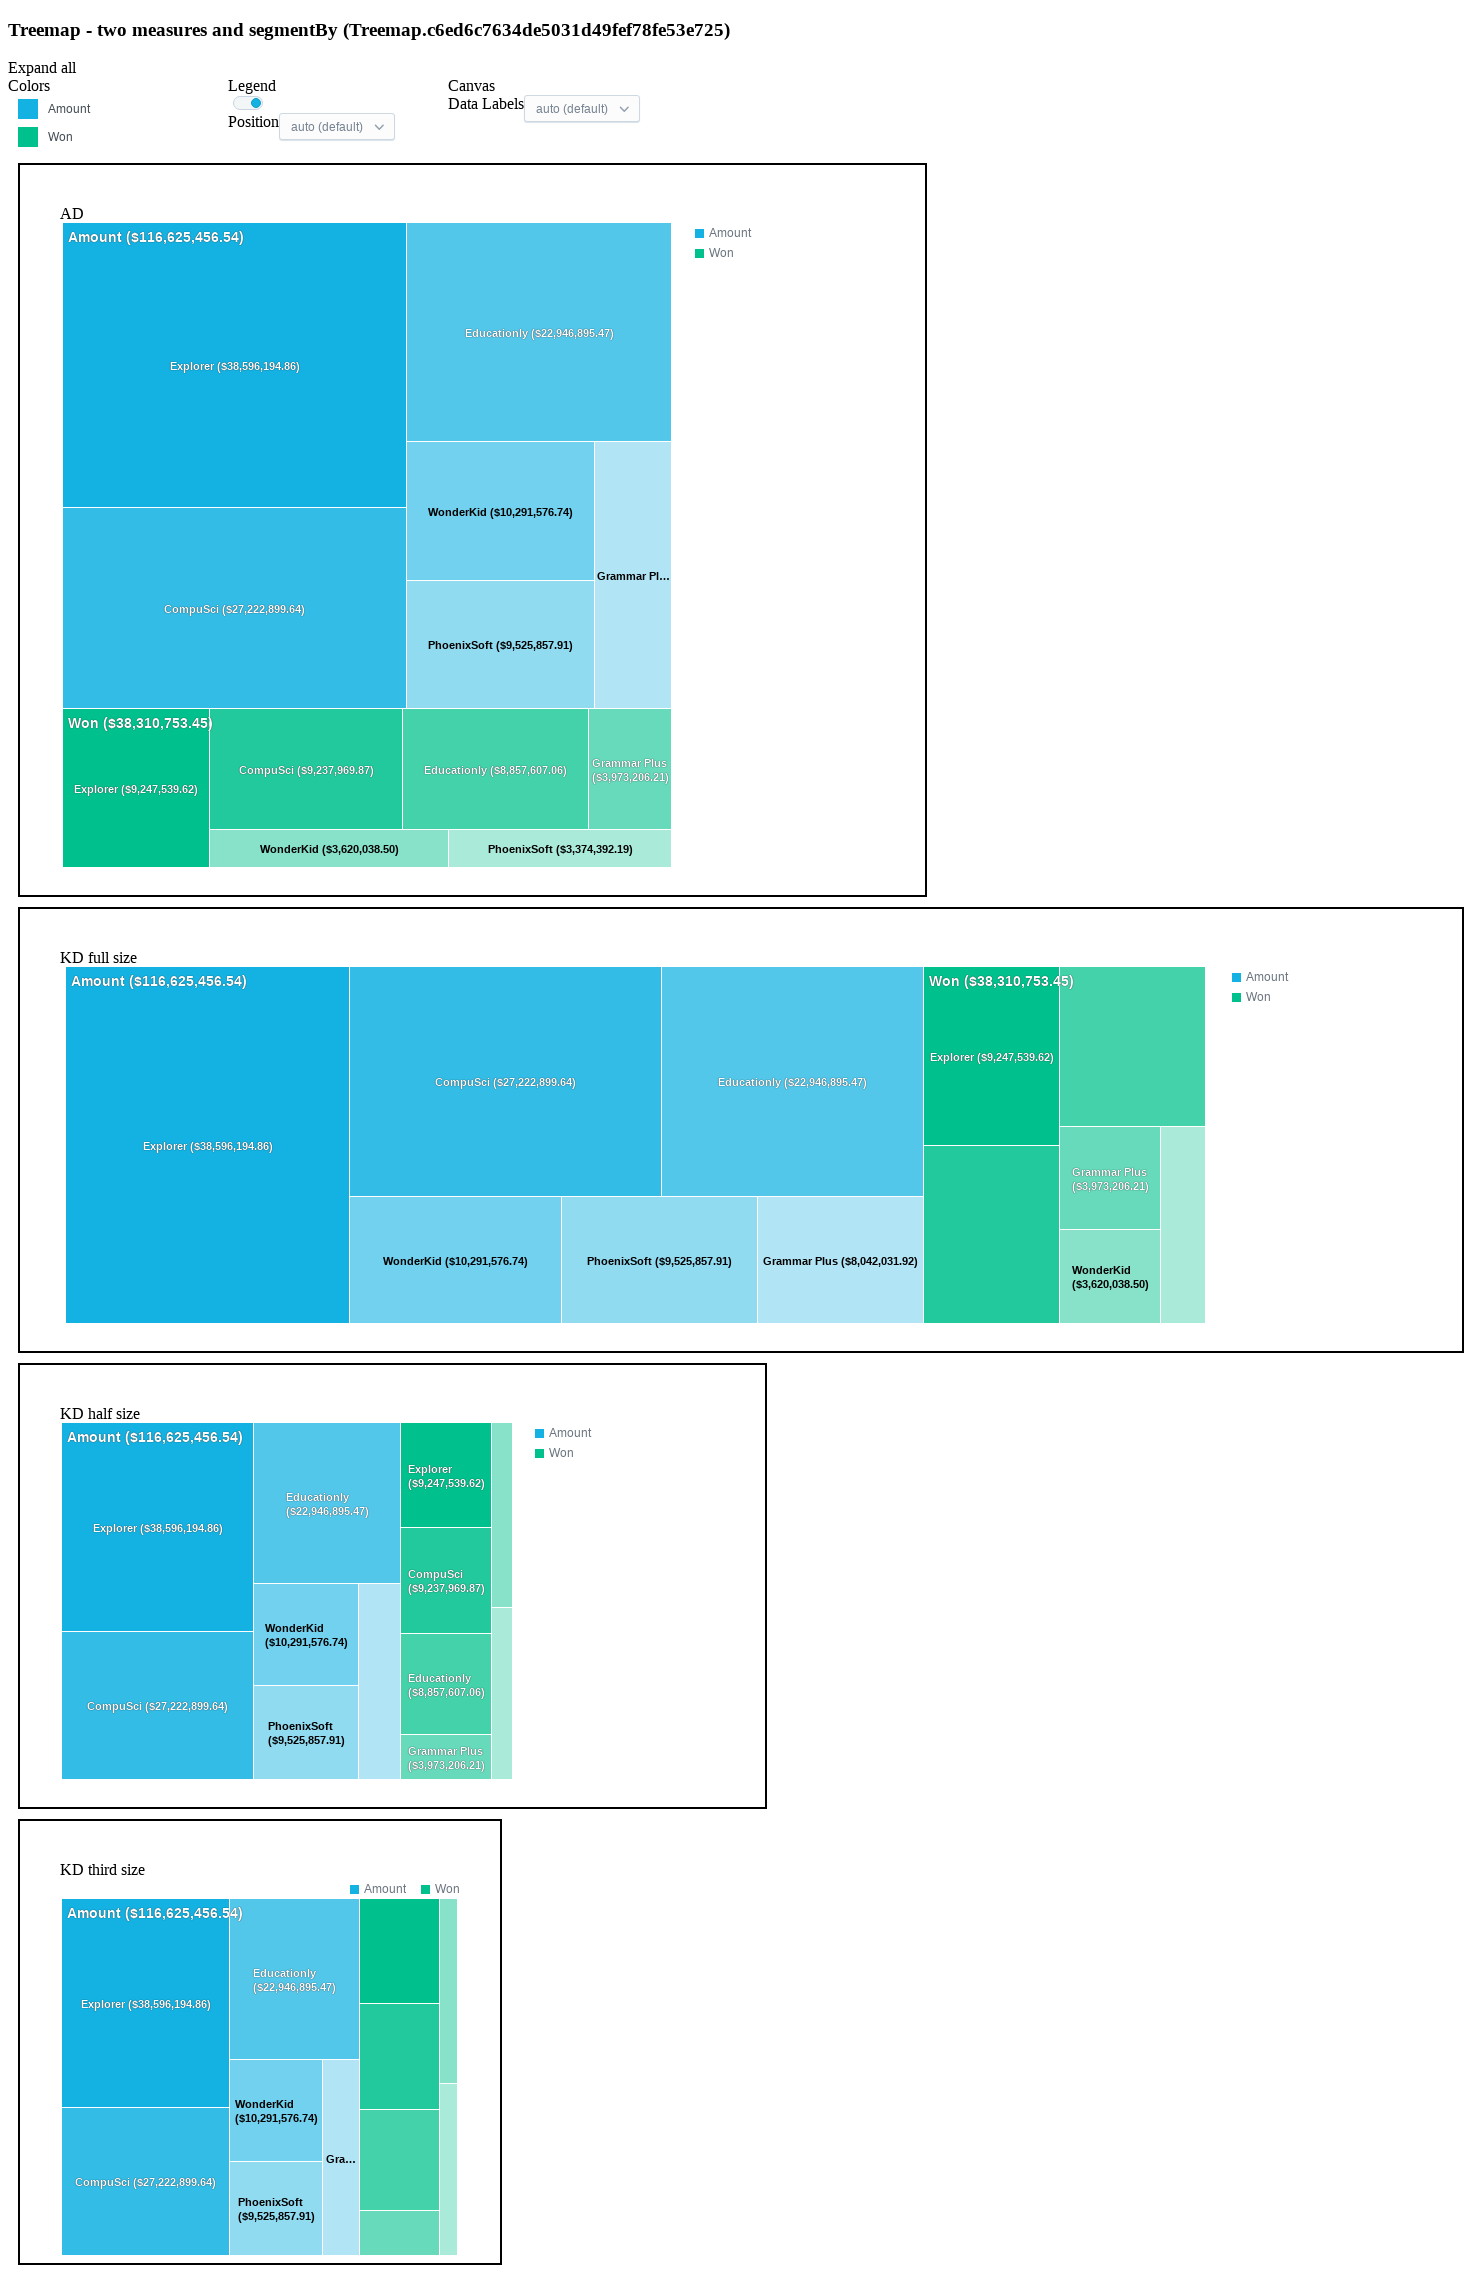 Treemap - two measures and segmentBy (Treemap.c6ed6c7634de5031d49fef78fe53e725)
Expand all
Colors
Amount
Won
Legend
Position auto (default)
Canvas
Data Labels auto (default)
AD
Amount ($116,625,456.54)
Explorer ($38,596,194.86)
Educationly ($22,946,895.47)
WonderKid ($10,291,576.74)
Grammar Pl…
CompuSci ($27,222,899.64)
PhoenixSoft ($9,525,857.91)
Won ($38,310,753.45)
Explorer ($9,247,539.62)
CompuSci ($9,237,969.87)
Educationly ($8,857,607.06)
Grammar Plus
($3,973,206.21)
WonderKid ($3,620,038.50)
PhoenixSoft ($3,374,392.19)
Amount
Won
KD full size
Amount ($116,625,456.54)
Explorer ($38,596,194.86)
CompuSci ($27,222,899.64)
Educationly ($22,946,895.47)
WonderKid ($10,291,576.74)
PhoenixSoft ($9,525,857.91)
Grammar Plus ($8,042,031.92)
Won ($38,310,753.45)
Explorer ($9,247,539.62)
Grammar Plus
($3,973,206.21)
WonderKid
($3,620,038.50)
Amount
Won
KD half size
Amount ($116,625,456.54)
Explorer ($38,596,194.86)
CompuSci ($27,222,899.64)
Educationly
($22,946,895.47)
WonderKid
($10,291,576.74)
PhoenixSoft
($9,525,857.91)
Explorer
($9,247,539.62)
CompuSci
($9,237,969.87)
Educationly
($8,857,607.06)
Grammar Plus
($3,973,206.21)
Amount
Won
KD third size
Amount
Won
Amount ($116,625,456.54)
Explorer ($38,596,194.86)
CompuSci ($27,222,899.64)
Educationly
($22,946,895.47)
WonderKid
($10,291,576.74)
Gra…
PhoenixSoft
($9,525,857.91)